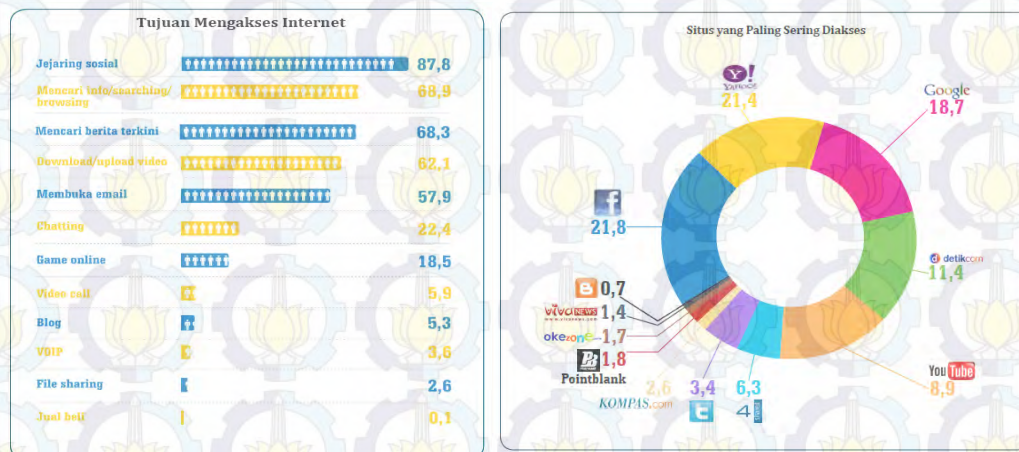 Tujuan Mengakses Internet
Jejaring sosial 87,8
Mencari info/searching/
browsing 68,9
Mencari berita terkini 68,3
Download/upload video 62,1
Membuka email 57,9
Chatting 22,4
Game online 18,5
Video call 5,9
Blog 5,3
VOIP 3,6
File sharing 2,6
Jual beli 0,1
Situs yang Paling Sering Diakses
YAHOO!
21,4
Google
18,7
f
21,8
detikcom
11,4
B 0,7
VIVANEWS 1,4
okezone 1,7
PB 1,8
Pointblank
YouTube
8,9
2,6
KOMPAS.com
3,4
t
6,3
4